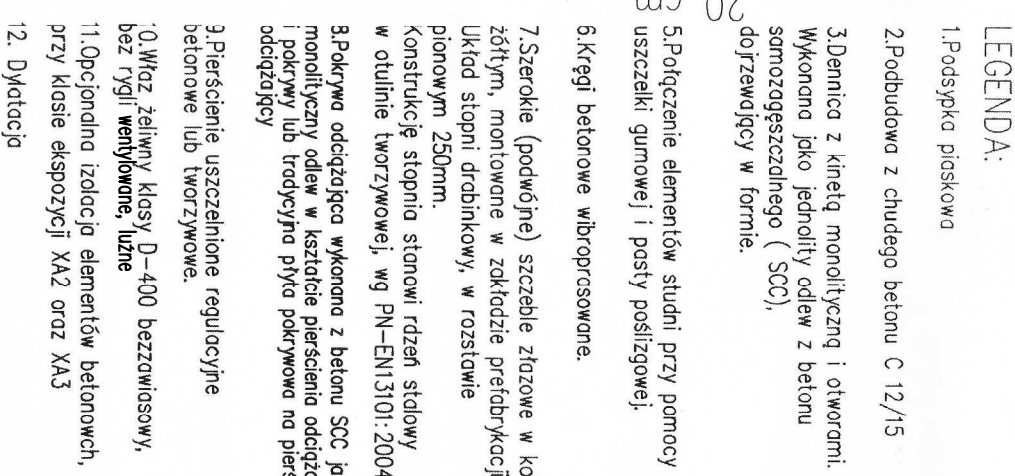 LEGENDA:
1.Podsypka piaskowa
2.Podbudowa z chudego betonu C 12/15
3.Dennica z kinetą monolityczną i otworami.
Wykonana jako jednolity odlew z betonu
samozagęszczalnego ( SCC),
dojrzewający w formie.
20
5.Połączenie elementów studni przy pomocy
uszczelki gumowej i pasty poślizgowej.
6.Kręgi betonowe wibroprasowane.
7.Szerokie (podwójne) szczeble złazowe w ko
żółtym, montowane w zakładzie prefabrykacji
Układ stopni drabinkowy, w rozstawie
pionowym 250mm.
Konstrukcję stopnia stanowi rdzeń stalowy
w otulinie tworzywowej, wg PN-EN13101: 2004
8.Pokrywa odciążająca wykonana z betonu SCC ja
monolityczny odlew w kształcie pierścienia odciąża
i pokrywy lub tradycyjna płyta pokrywowa na pierś
odciążający
9.Pierścienie uszczelnione regulacyjne
betonowe lub tworzywowe.
10.Właz żeliwny klasy D-400 bezzawiasowy,
bez rygli wentylowane, luźne
11.Opcjonalna izolacja elementów betonowch,
przy klasie ekspozycji XA2 oraz XA3
12. Dylatacja